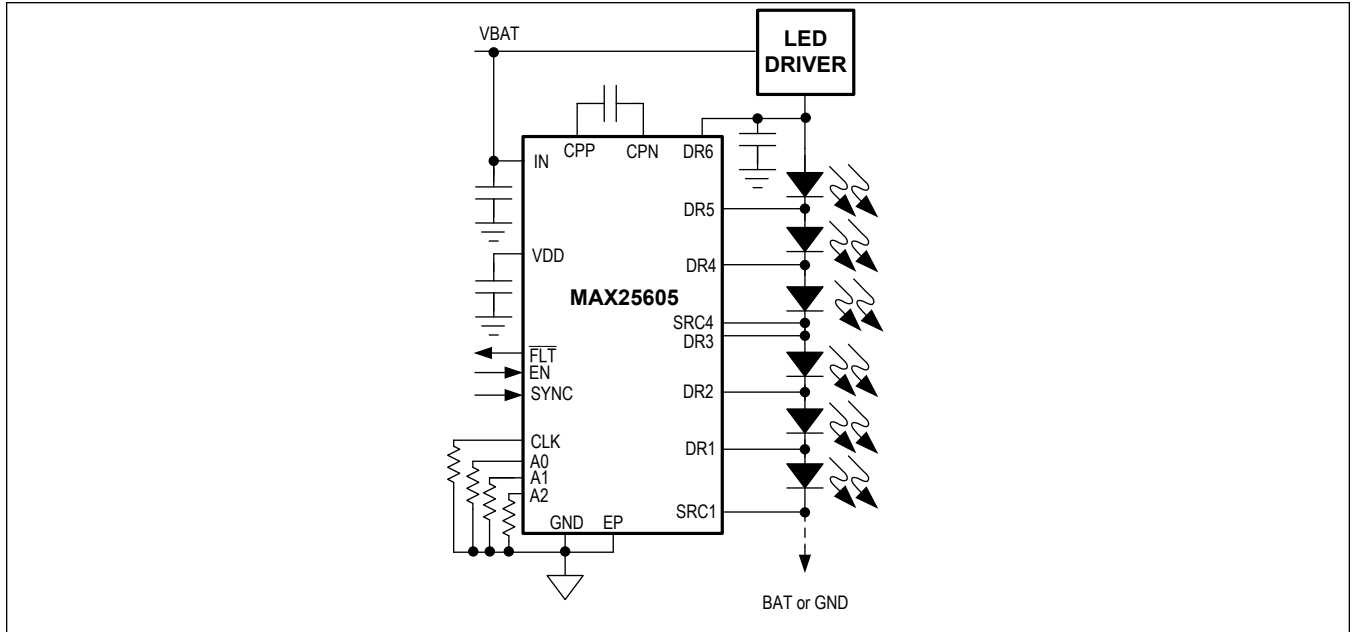 VBAT
LED
DRIVER
CPP
CPN
DR6
IN
DR5
VDD
DR4
MAX25605
SRC4
DR3
FLT
EN
DR2
SYNC
CLK
DR1
A0
A1
A2
SRC1
GND
EP
BAT or GND